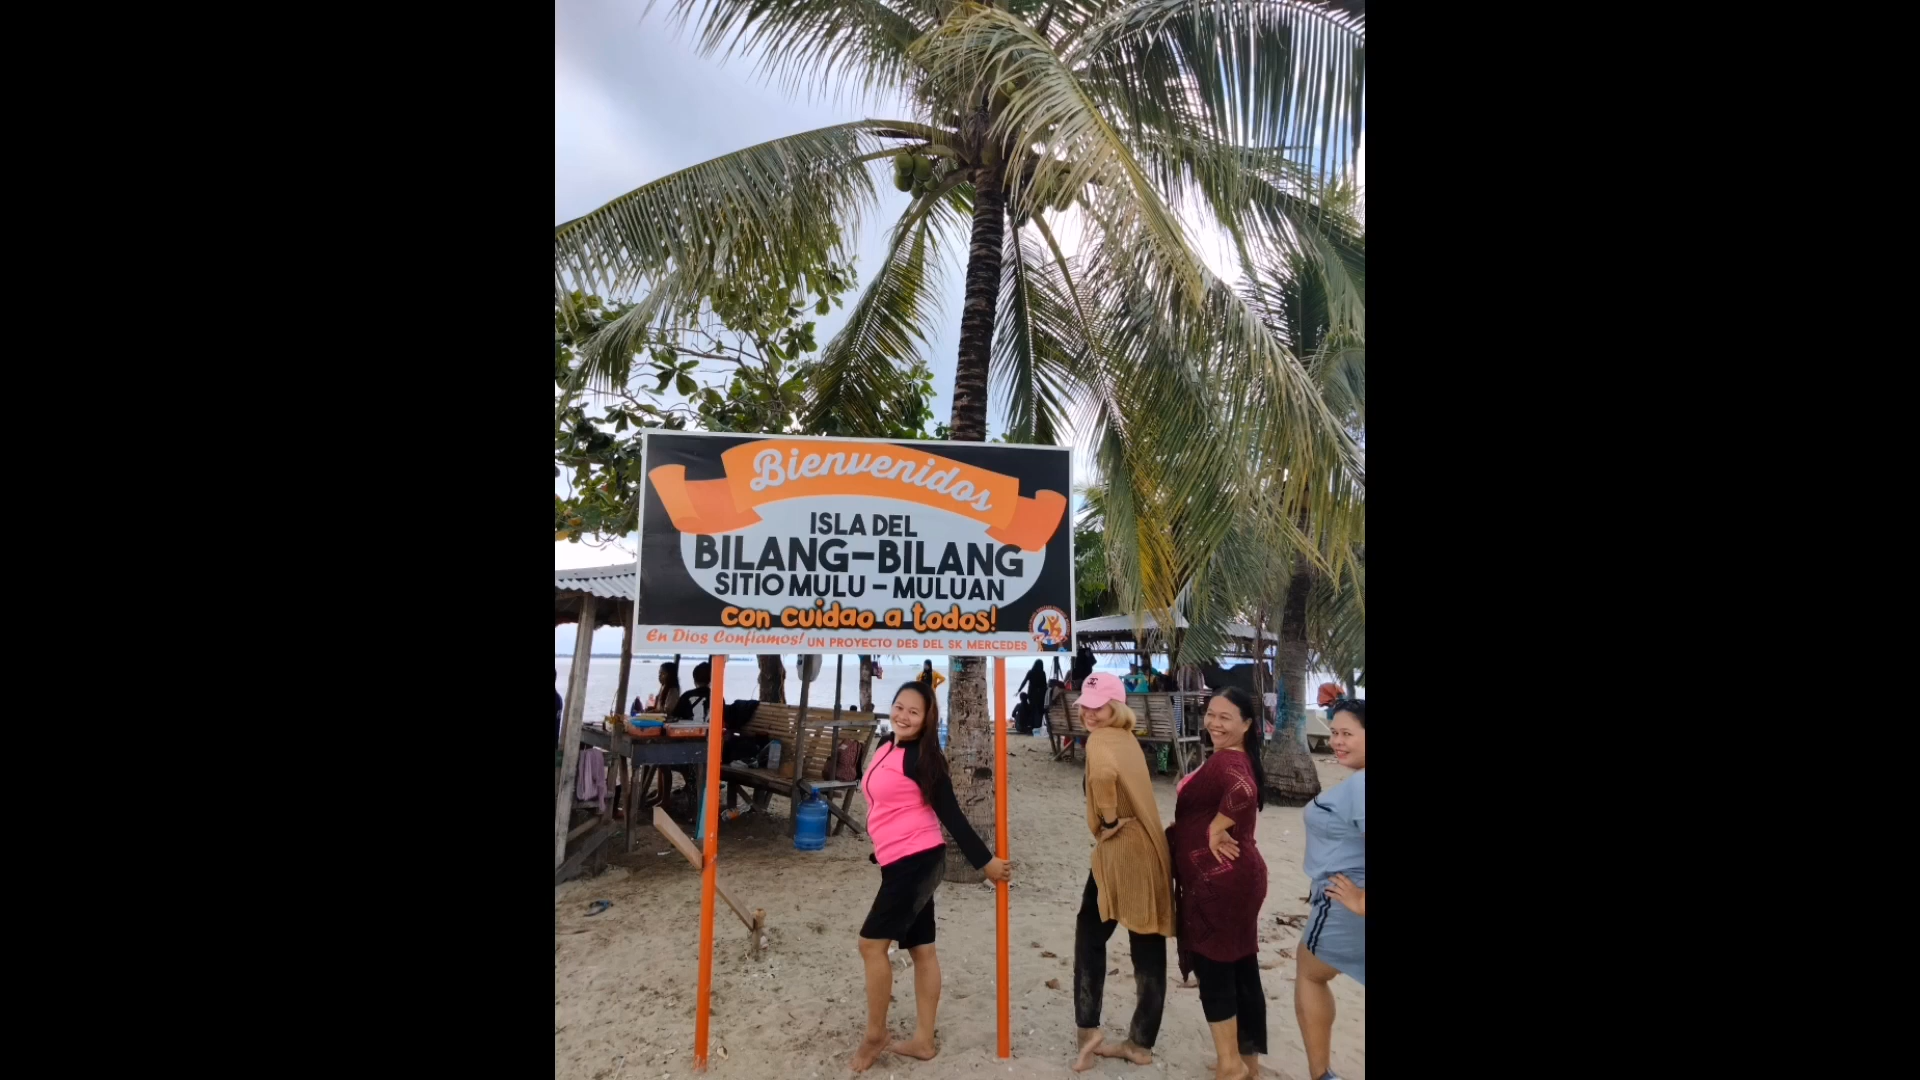 Bienvenidos
ISLA DEL
BILANG-BILANG
SITIO MULU - MULUAN
con cuidao a todos!
En Dios Confiamos! UN PROYECTO DES DEL SK MERCEDES